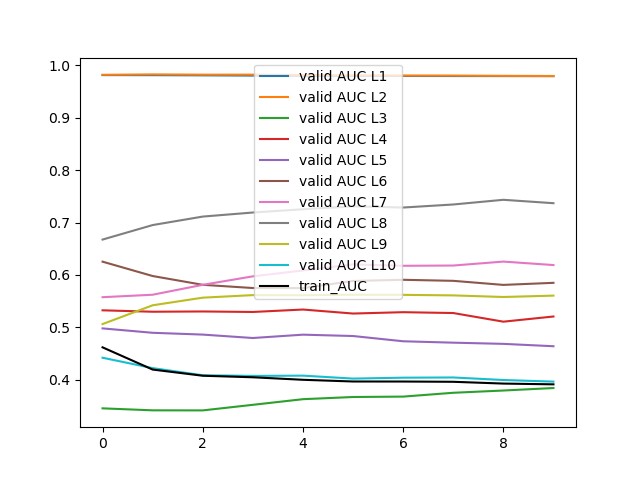 1.0
0.9
0.8
0.7
0.6
0.5
0.4
valid AUC L1
valid AUC L2
valid AUC L3
valid AUC L4
valid AUC L5
valid AUC L6
valid AUC L7
valid AUC L8
valid AUC L9
valid AUC L10
train_AUC
0 2 4 6 8